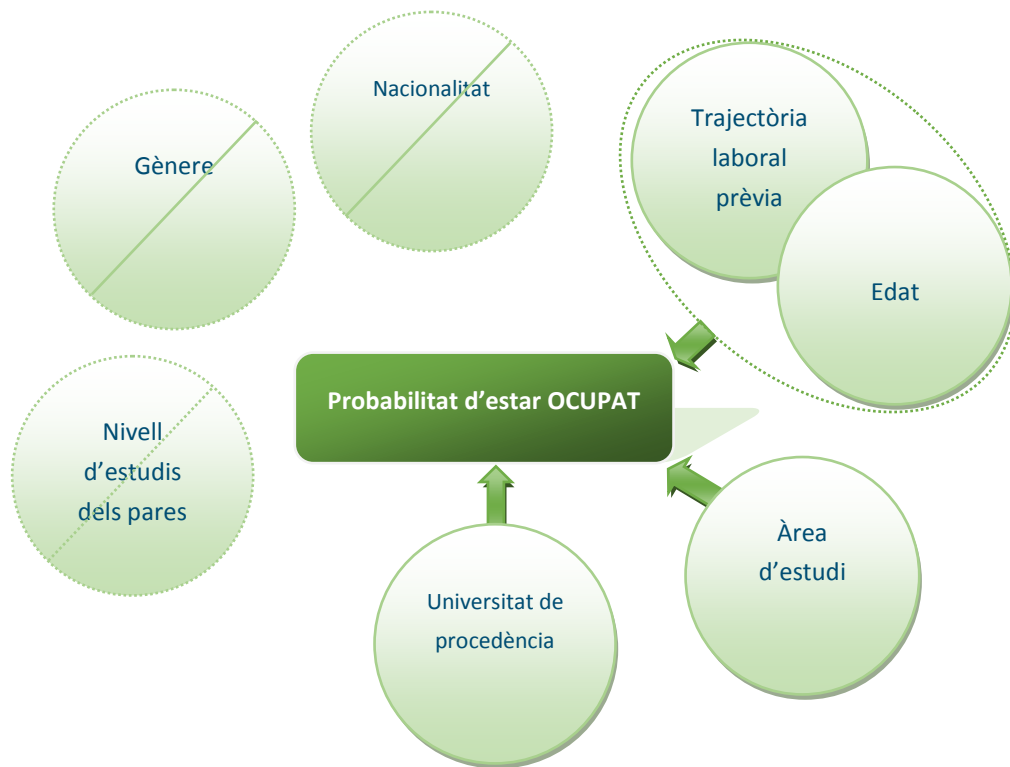 Nacionalitat
Gènere
Trajectòria
laboral
prèvia
Edat
Probabilitat d’estar OCUPAT
Nivell
d’estudis
dels pares
Àrea
d’estudi
Universitat de
procedència